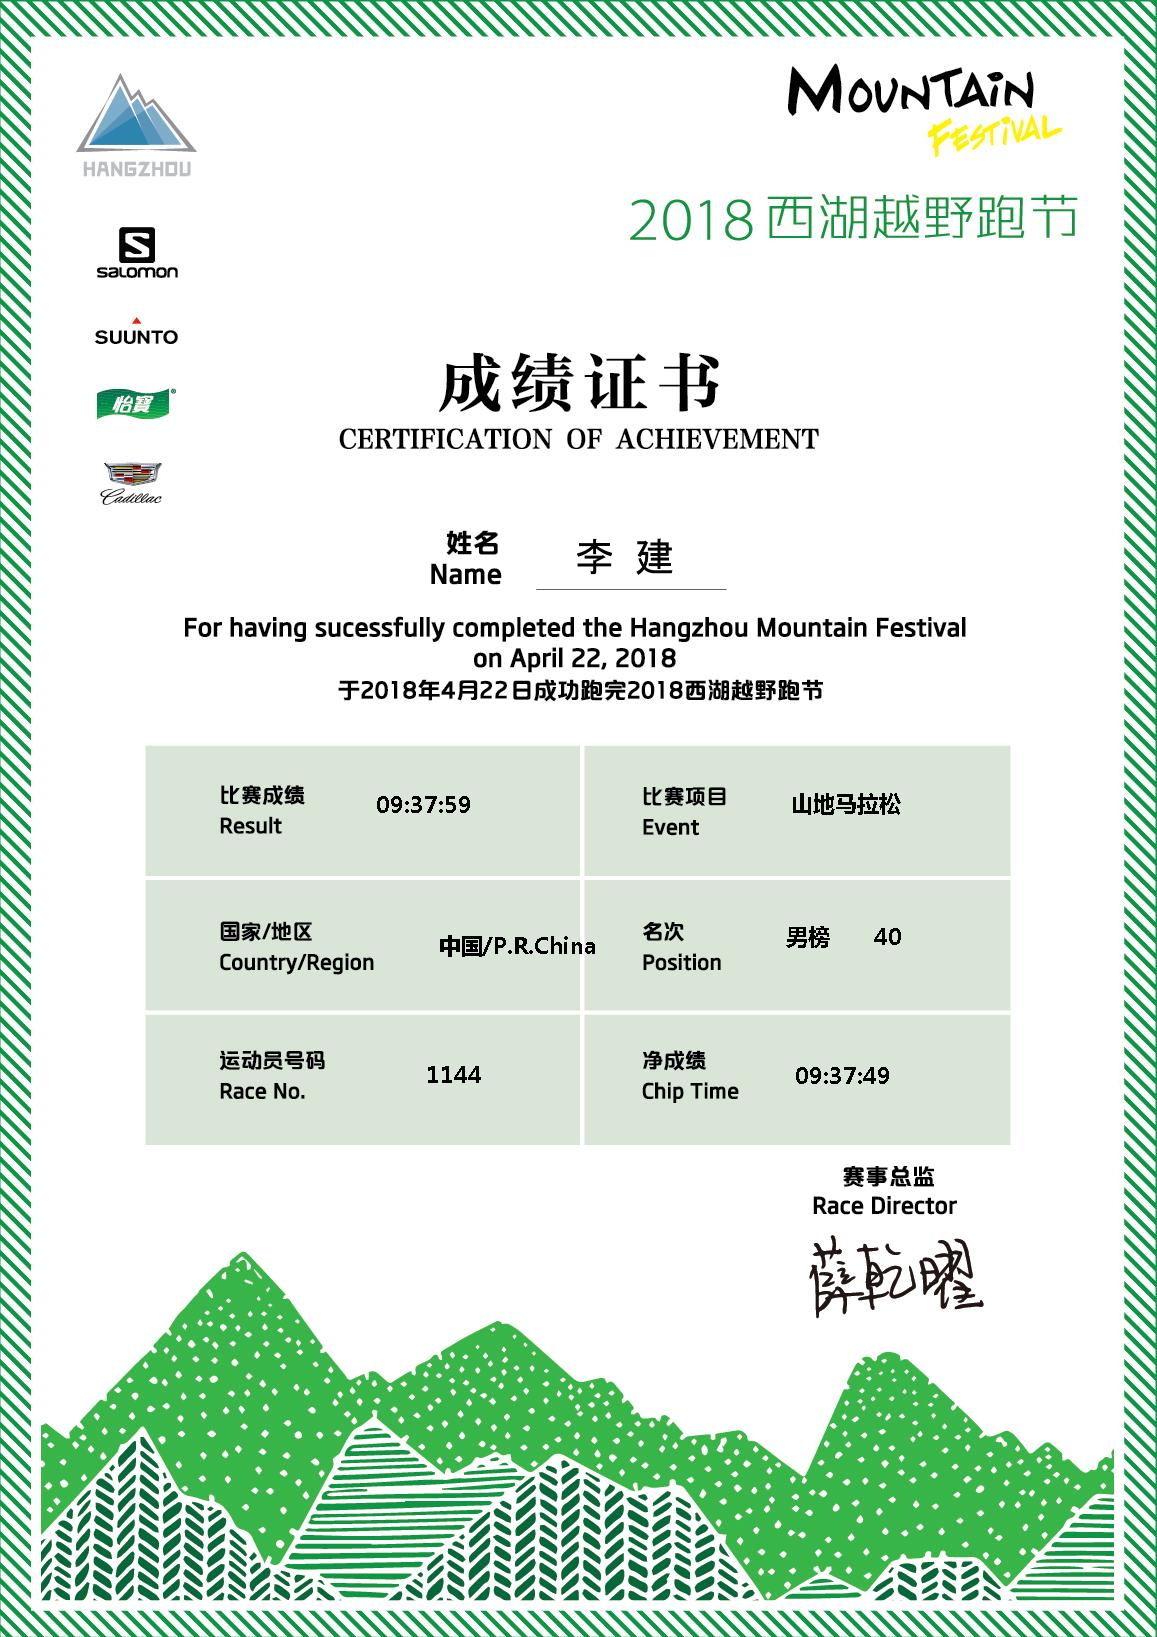 HANGZHOU
MOUNTAIN
FESTIVAL
2018西湖越野跑节
S
salomon
SUUNTO
怡寶®
Cadillac
成绩证书
CERTIFICATION OF ACHIEVEMENT
姓名
Name
李 建
For having sucessfully completed the Hangzhou Mountain Festival
on April 22, 2018
于2018年4月22日成功跑完2018西湖越野跑节
比赛成绩
Result
09:37:59
比赛项目
Event
山地马拉松
国家/地区
Country/Region
中国/P.R.China
名次
Position
男榜 40
运动员号码
Race No.
1144
净成绩
Chip Time
09:37:49
赛事总监
Race Director
薛乾曜